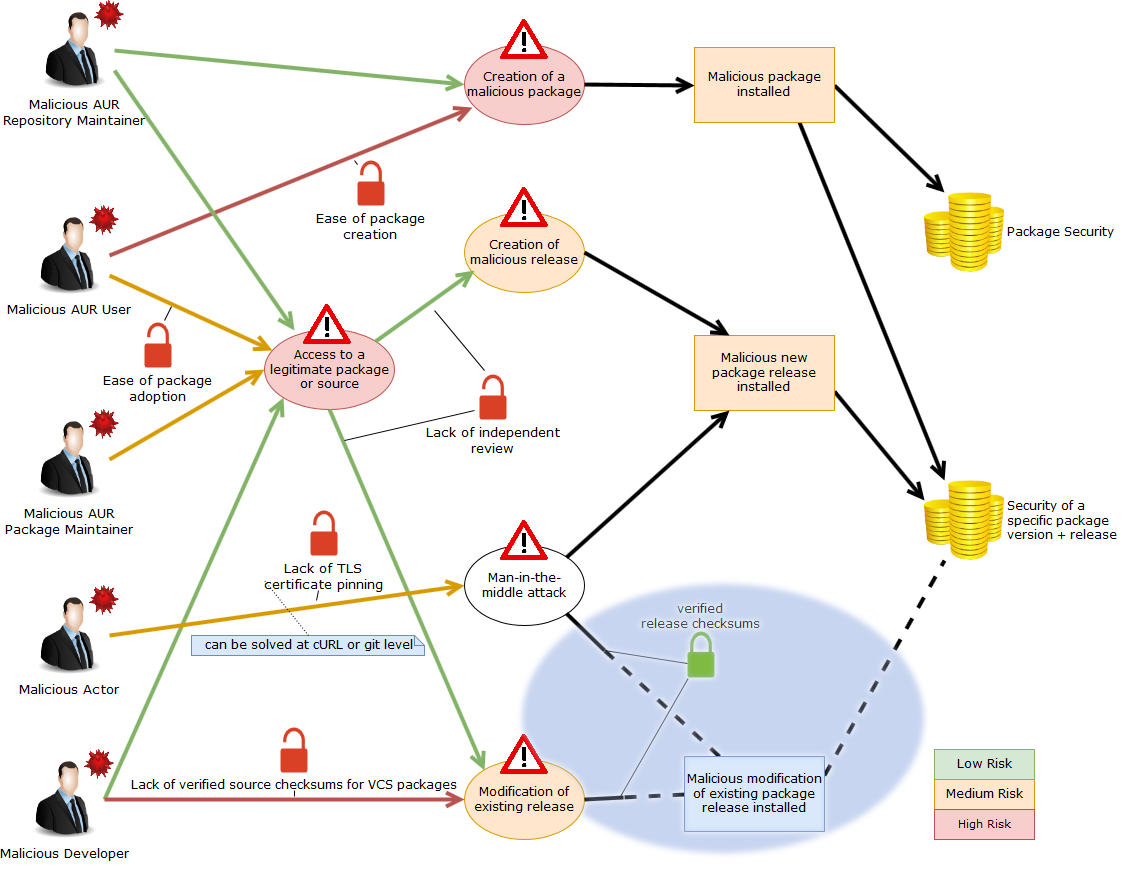 Malicious AUR
Repository Maintainer
Creation of a
malicious package
Malicious package
installed
Ease of package
creation
Package Security
Malicious AUR User
Creation of
malicious release
Ease of package
adoption
Access to a
legitimate package
or source
Malicious new
package release
installed
Lack of independent
review
Malicious AUR
Package Maintainer
Security of a
specific package
version + release
Lack of TLS
certificate pinning
Man-in-the-
middle attack
can be solved at cURL or git level
verified
release checksums
Malicious Actor
Lack of verified source checksums for VCS packages
Modification of
existing release
Malicious modification
of existing package
release installed
Malicious Developer
Low Risk
Medium Risk
High Risk